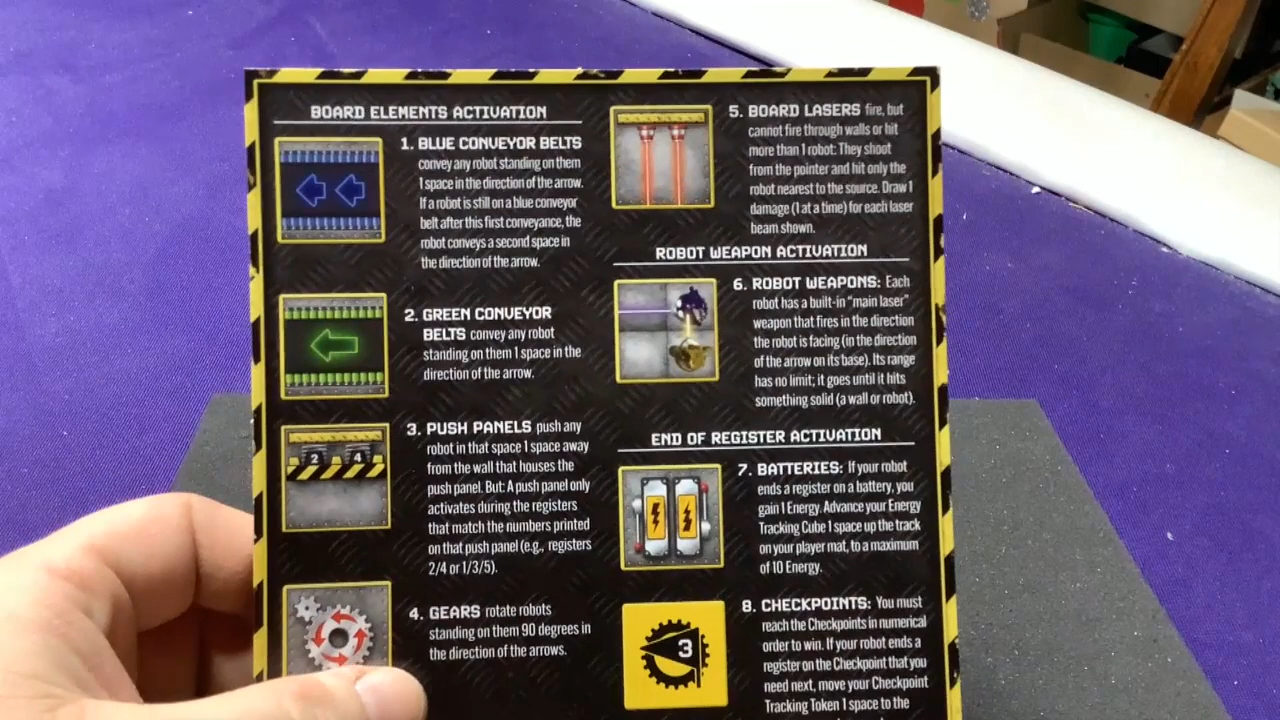 BOARD ELEMENTS ACTIVATION
1. BLUE CONVEYOR BELTS
convey any robot standing on them
1 space in the direction of the arrow.
If a robot is still on a blue conveyor
belt after this first conveyance, the
robot conveys a second space in
the direction of the arrow.
2. GREEN CONVEYOR
BELTS convey any robot
standing on them 1 space in the
direction of the arrow.
2 4
3. PUSH PANELS push any
robot in that space 1 space away
from the wall that houses the
push panel. But: A push panel only
activates during the registers
that match the numbers printed
on that push panel (e.g., registers
2/4 or 1/3/5).
4. GEARS rotate robots
standing on them 90 degrees in
the direction of the arrows.
5. BOARD LASERS fire, but
cannot fire through walls or hit
more than 1 robot: They shoot
from the pointer and hit only the
robot nearest to the source. Draw 1
damage (1 at a time) for each laser
beam shown.
ROBOT WEAPON ACTIVATION
6. ROBOT WEAPONS: Each
robot has a built-in “main laser”
weapon that fires in the direction
the robot is facing (in the direction
of the arrow on its base). Its range
has no limit; it goes until it hits
something solid (a wall or robot).
END OF REGISTER ACTIVATION
7. BATTERIES: If your robot
ends a register on a battery, you
gain 1 Energy. Advance your Energy
Tracking Cube 1 space up the track
on your player mat, to a maximum
of 10 Energy.
3
8. CHECKPOINTS: You must
reach the Checkpoints in numerical
order to win. If your robot ends a
register on the Checkpoint that you
need next, move your Checkpoint
Tracking Token 1 space to the